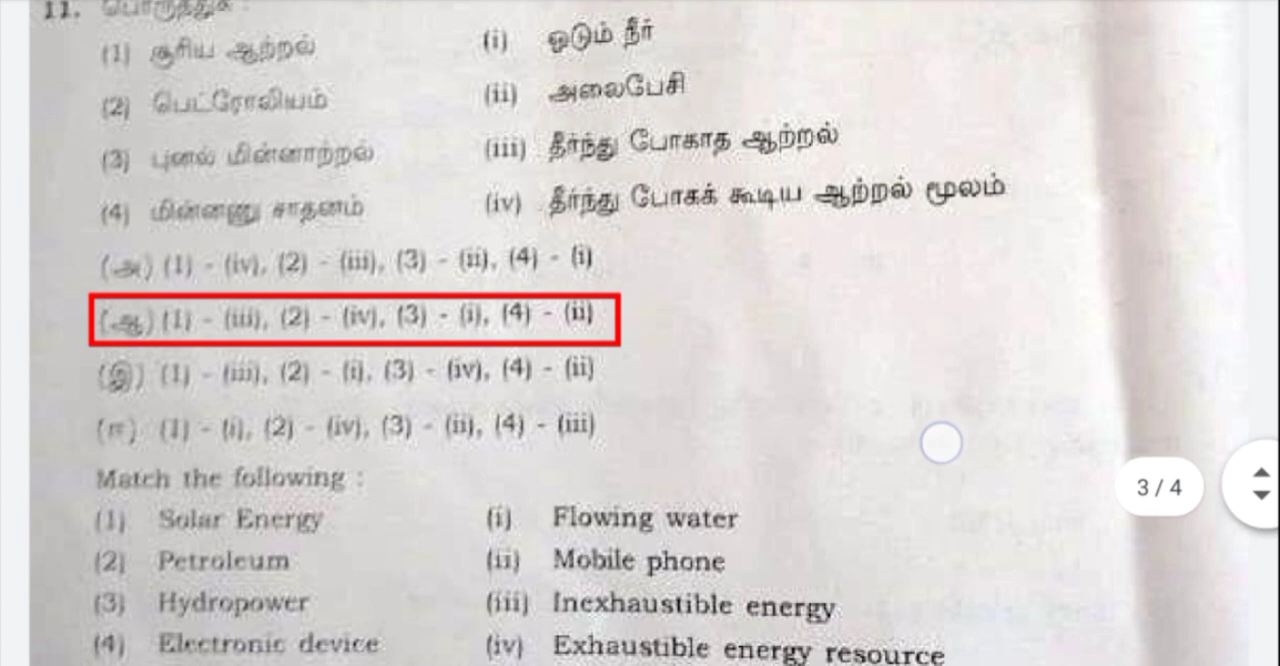 11. பொருத்துக :
(1) சூரிய ஆற்றல் (i) ஓடும் நீர்
(2) பெட்ரோலியம் (ii) அலைபேசி
(3) புனல் மின்னாற்றல் (iii) தீர்ந்து போகாத ஆற்றல்
(4) மின்னணு சாதனம் (iv) தீர்ந்து போகக் கூடிய ஆற்றல் மூலம்
(அ) (1) - (iv), (2) - (iii), (3) - (ii), (4) - (i)
(ஆ) (1) - (iii), (2) - (iv), (3) - (i), (4) - (ii)
(இ) (1) - (iii), (2) - (i), (3) - (iv), (4) - (ii)
(ஈ) (1) - (i), (2) - (iv), (3) - (ii), (4) - (iii)
Match the following :
3 / 4
(1) Solar Energy (i) Flowing water
(2) Petroleum (ii) Mobile phone
(3) Hydropower (iii) Inexhaustible energy
(4) Electronic device (iv) Exhaustible energy resource